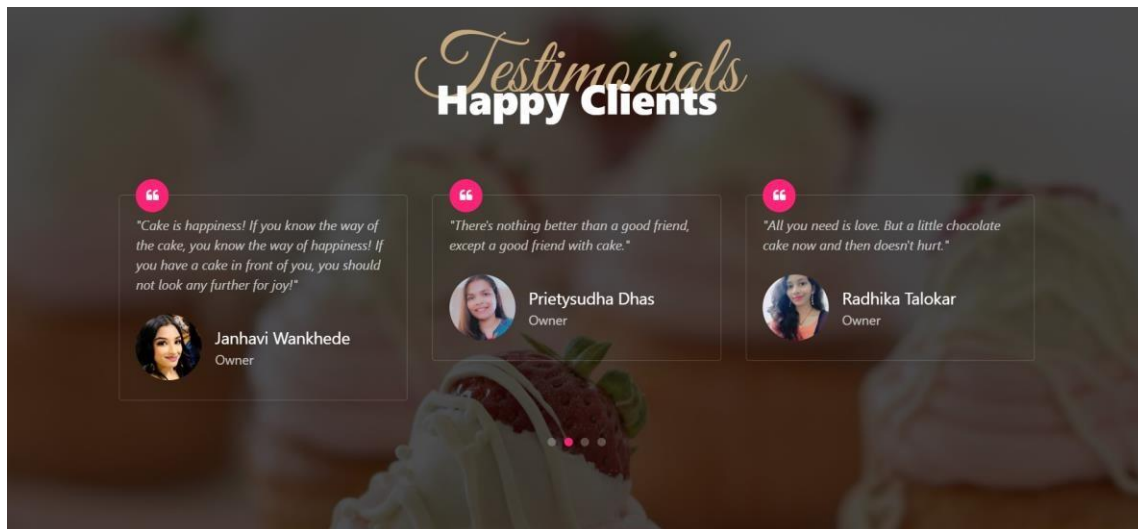 Testimonials
Happy Clients
"Cake is happiness! If you know the way of
the cake, you know the way of happiness! If
you have a cake in front of you, you should
not look any further for joy!"
Janhavi Wankhede
Owner
"There's nothing better than a good friend,
except a good friend with cake."
Prietysudha Dhas
Owner
"All you need is love. But a little chocolate
cake now and then doesn't hurt."
Radhika Talokar
Owner